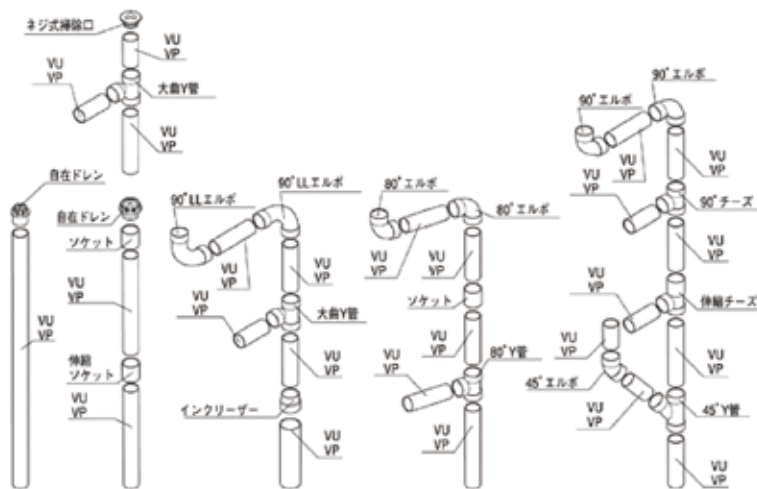 ネジ式掃除口
VU
VP
VU
VP
大曲Y管
VU
VP
自在ドレン
VU
VP
自在ドレン
ソケット
VU
VP
伸縮
ソケット
VU
VP
90°LLエルボ
90°LLエルボ
VU
VP
VU
VP
VU
VP
大曲Y管
VU
VP
インクリーザー
VU
VP
80°エルボ
80°エルボ
VU
VP
VU
VP
ソケット
VU
VP
80°Y管
VU
VP
VU
VP
90°エルボ
90°エルボ
VU
VP
VU
VP
VU
VP
90°チーズ
VU
VP
VU
VP
伸縮チーズ
VU
VP
VU
VP
45°エルボ
VU
VP
45°Y管
VU
VP